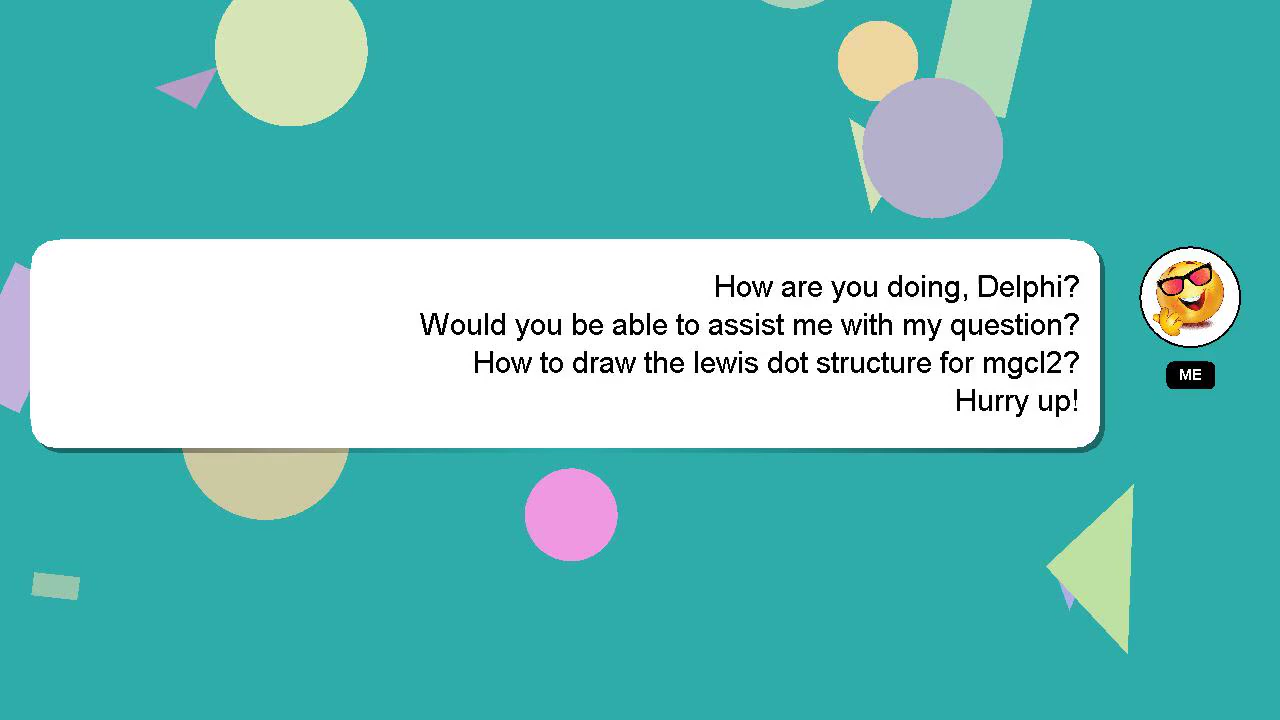 How are you doing, Delphi?
Would you be able to assist me with my question?
How to draw the lewis dot structure for mgcl2?
Hurry up!
ME